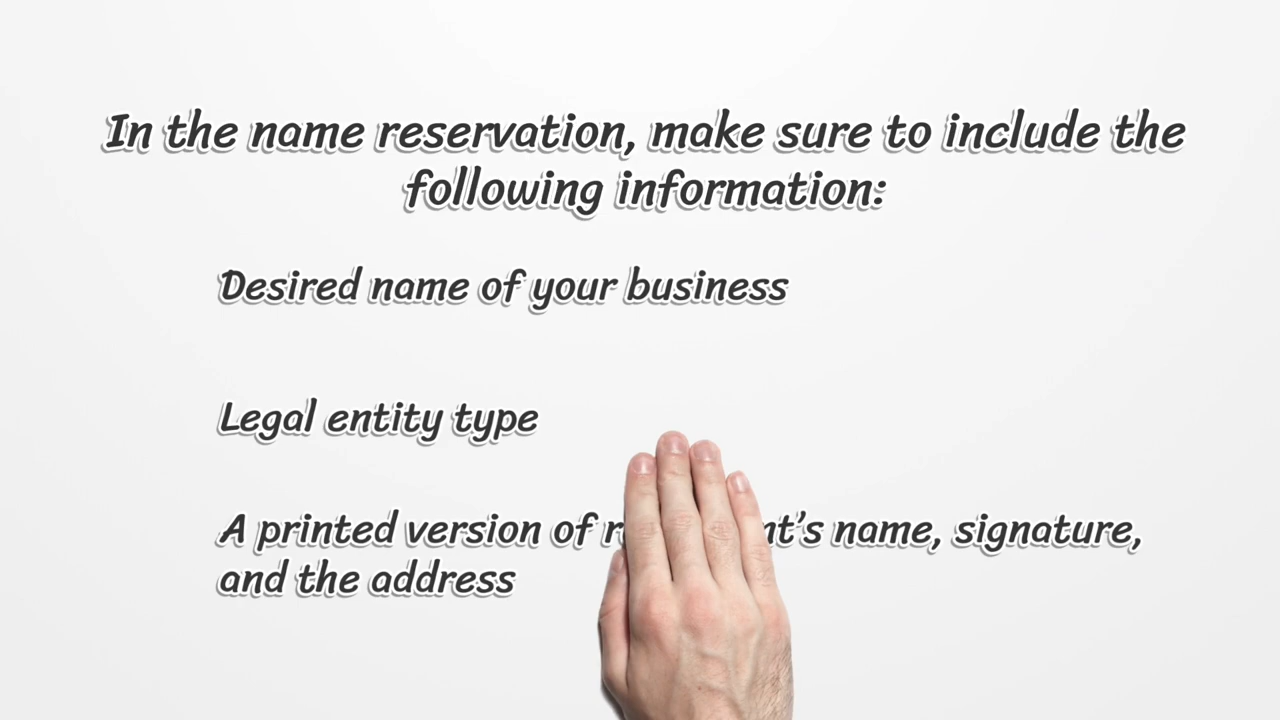 In the name reservation, make sure to include the
following information:
Desired name of your business
Legal entity type
A printed version of name, signature,
and the address